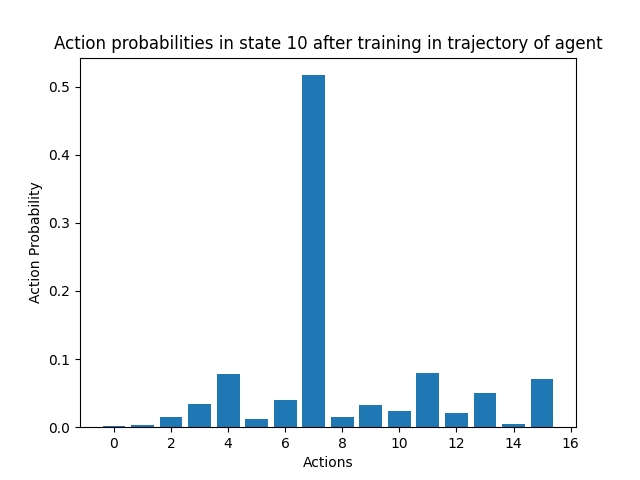 Action probabilities in state 10 after training in trajectory of agent
0.5
0.4
0.3
0.2
0.1
0.0
Action Probability
0 2 4 6 8 10 12 14 16
Actions